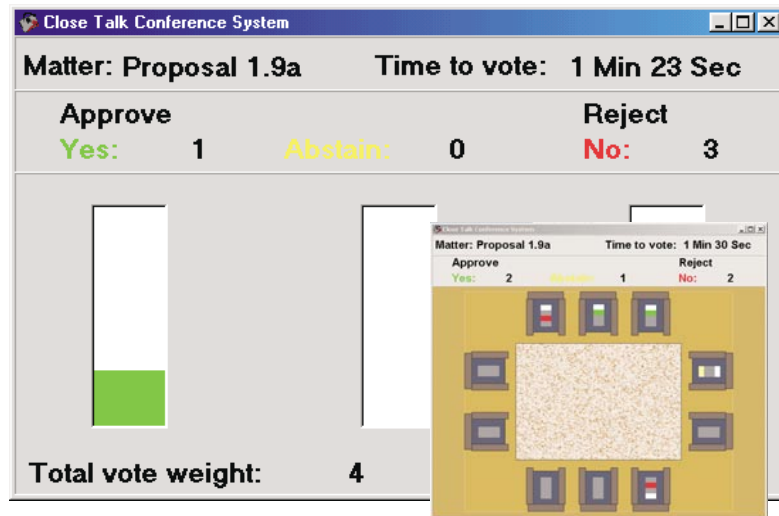 Close Talk Conference System
Matter: Proposal 1.9a Time to vote: 1 Min 23 Sec
Approve Reject
Yes: 1 Abstain: 0 No: 3
Total vote weight: 4
Close Talk Conference System
Matter: Proposal 1.9a Time to vote: 1 Min 30 Sec
Approve Reject
Yes: 2 Abstain: 1 No: 2